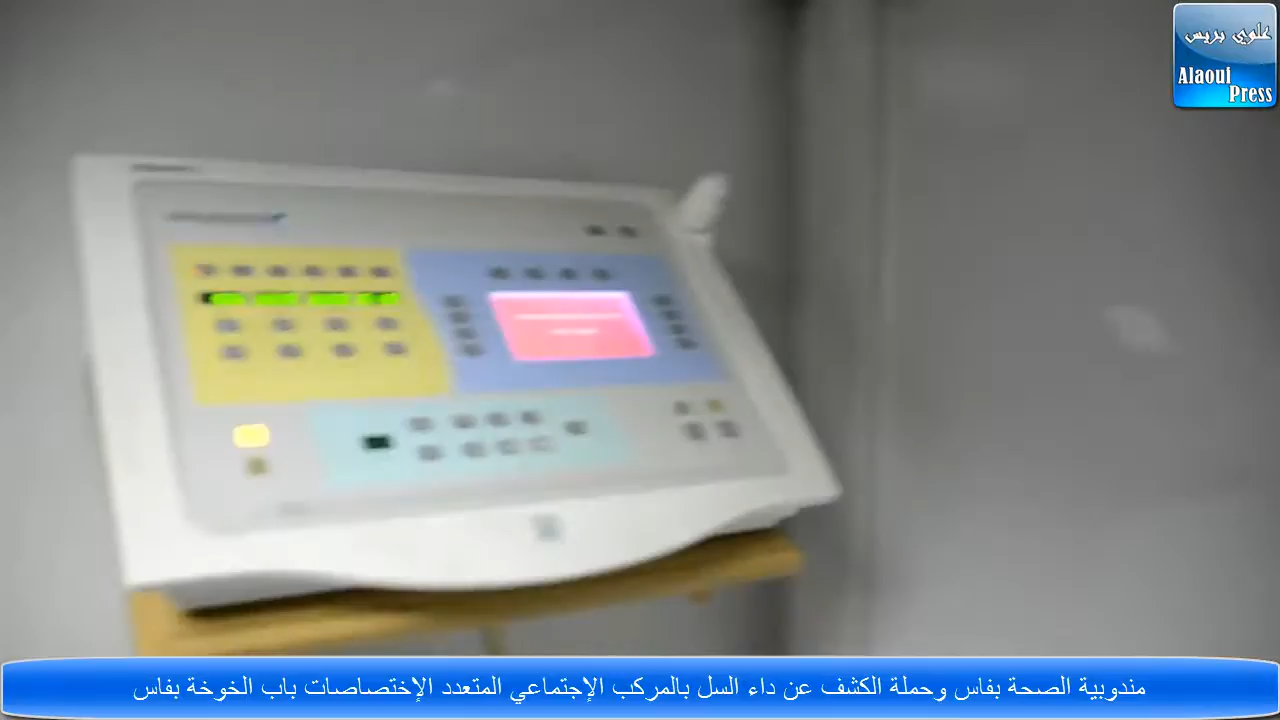 علوي بريس
Alaoui
Press
مندوبية الصحة بفاس وحملة الكشف عن داء السل بالمركب الإجتماعي المتعدد الإختصاصات باب الخوخة بفاس